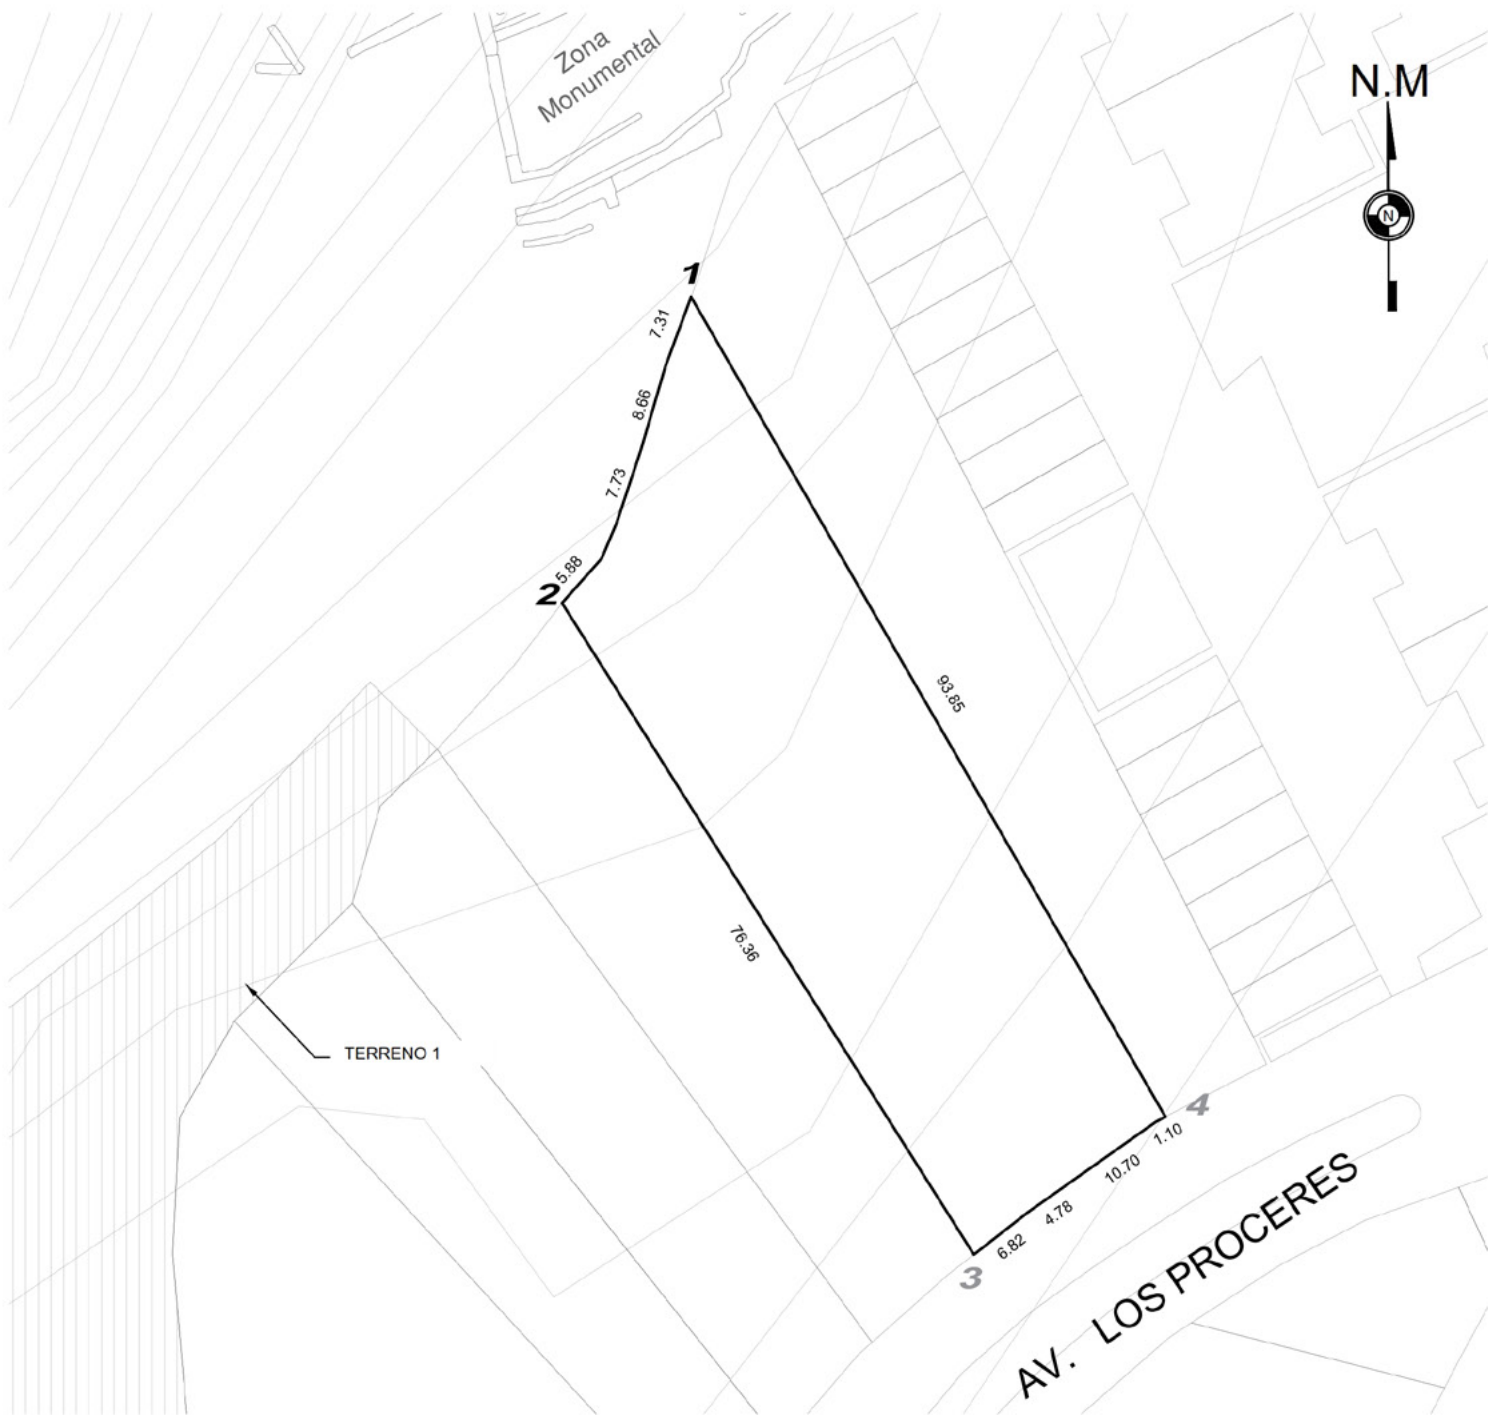 Zona
Monumental
N.M
N
1
7.31
8.66
7.73
5.88
2
93.85
76.36
TERRENO 1
4
1.10
10.70
4.78
6.82
3
AV. LOS PROCERES